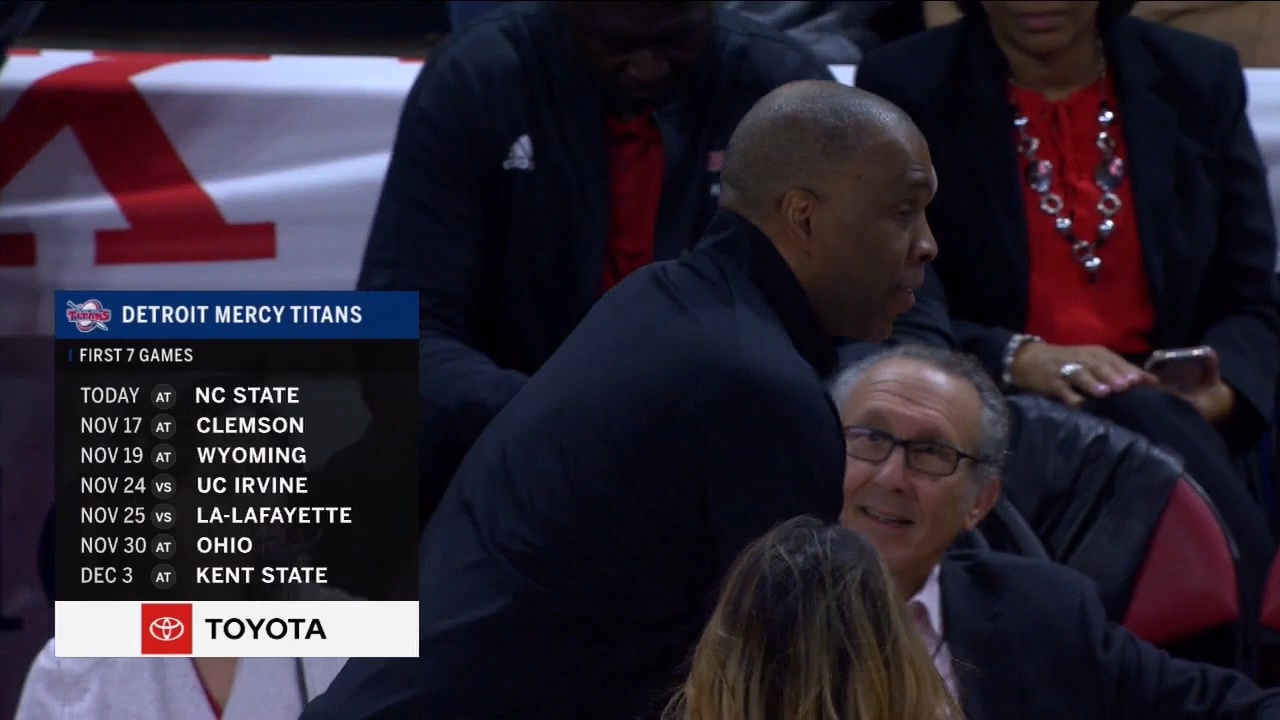 TITANS
DETROIT MERCY TITANS
FIRST 7 GAMES
TODAY AT NC STATE
NOV 17 AT CLEMSON
NOV 19 AT WYOMING
NOV 24 VS UC IRVINE
NOV 25 VS LA-LAFAYETTE
NOV 30 AT OHIO
DEC 3 AT KENT STATE
TOYOTA